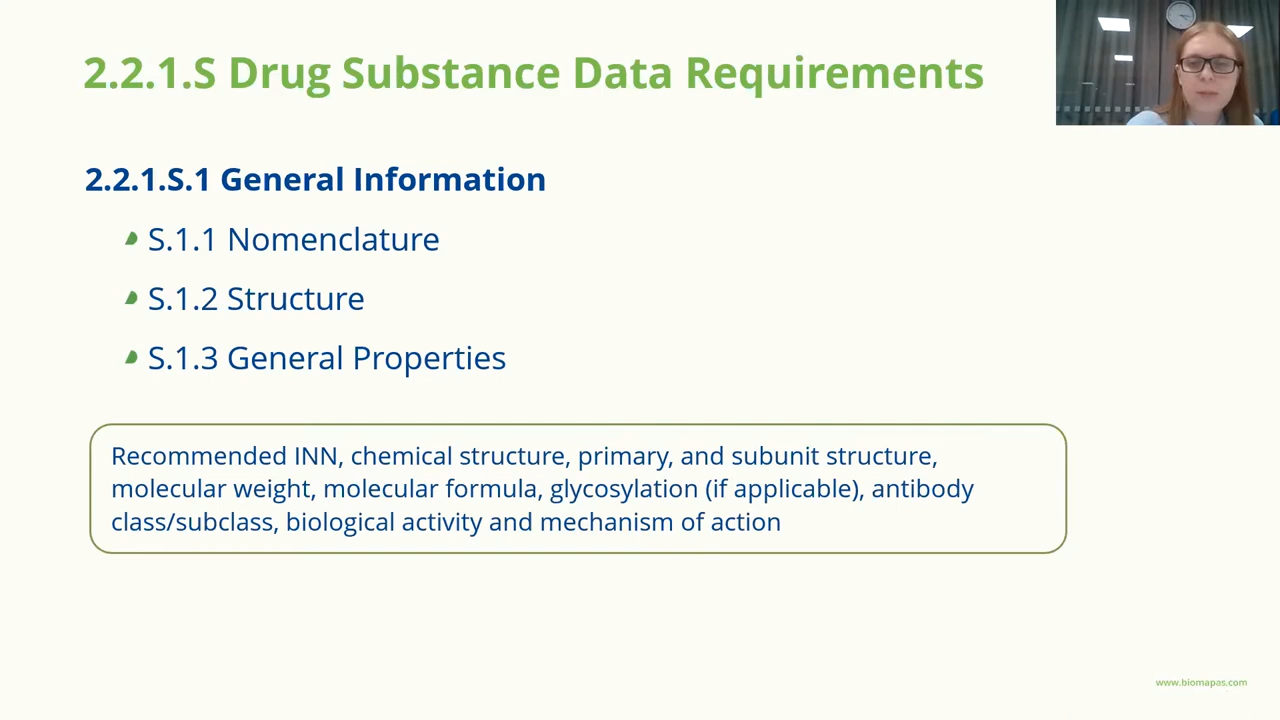 2.2.1.S Drug Substance Data Requirements
2.2.1.S.1 General Information
S.1.1 Nomenclature
S.1.2 Structure
S.1.3 General Properties
Recommended INN, chemical structure, primary, and subunit structure,
molecular weight, molecular formula, glycosylation (if applicable), antibody
class/subclass, biological activity and mechanism of action
www.biomapas.com